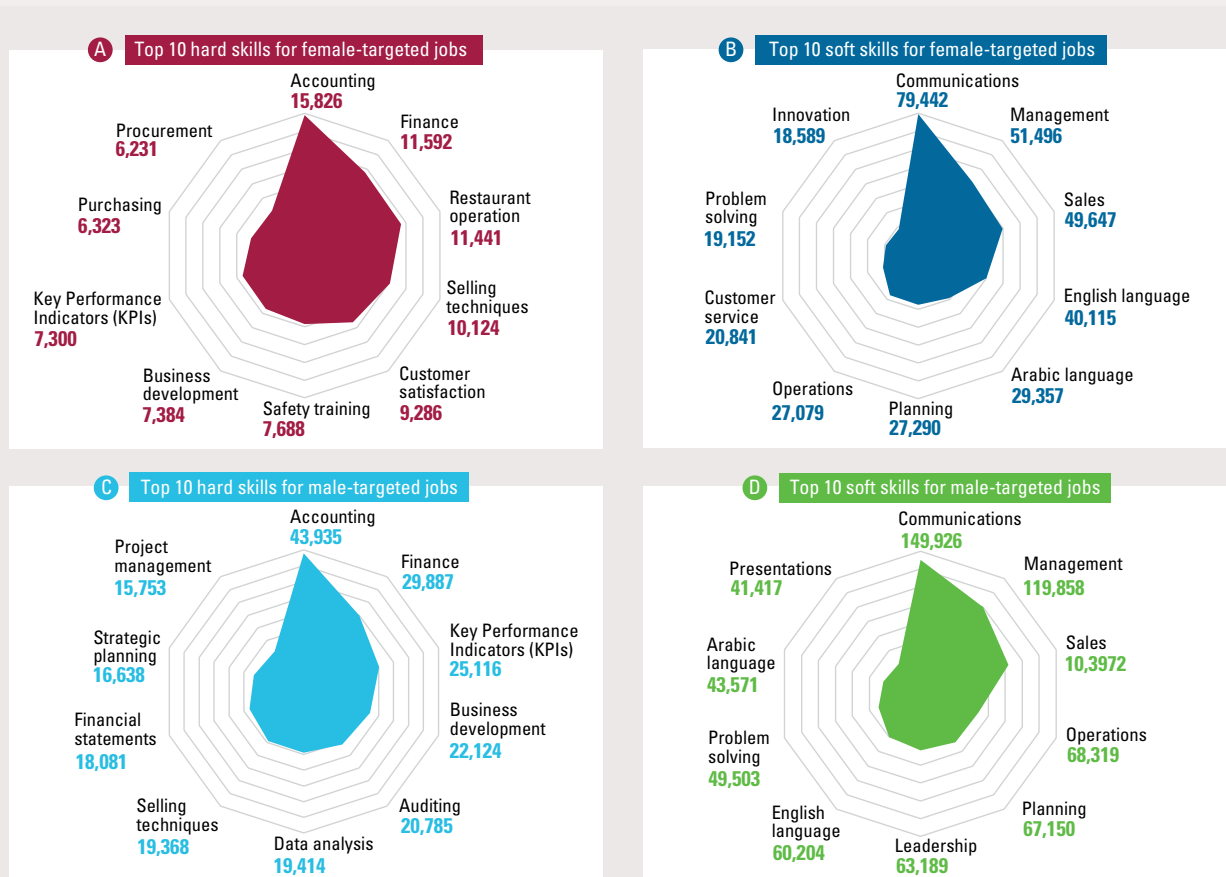 A Top 10 hard skills for female-targeted jobs
Accounting
15,826
Finance
11,592
Restaurant
operation
11,441
Selling
techniques
10,124
Customer
satisfaction
9,286
Safety training
7,688
Business
development
7,384
Key Performance
Indicators (KPIs)
7,300
Purchasing
6,323
Procurement
6,231
B Top 10 soft skills for female-targeted jobs
Communications
79,442
Management
51,496
Sales
49,647
English language
40,115
Arabic language
29,357
Planning
27,290
Operations
27,079
Customer
service
20,841
Problem
solving
19,152
Innovation
18,589
C Top 10 hard skills for male-targeted jobs
Accounting
43,935
Finance
29,887
Key Performance
Indicators (KPIs)
25,116
Business
development
22,124
Auditing
20,785
Data analysis
19,414
Selling
techniques
19,368
Financial
statements
18,081
Strategic
planning
16,638
Project
management
15,753
D Top 10 soft skills for male-targeted jobs
Communications
149,926
Management
119,858
Sales
10,3972
Operations
68,319
Planning
67,150
Leadership
63,189
English
language
60,204
Problem
solving
49,503
Arabic
language
43,571
Presentations
41,417